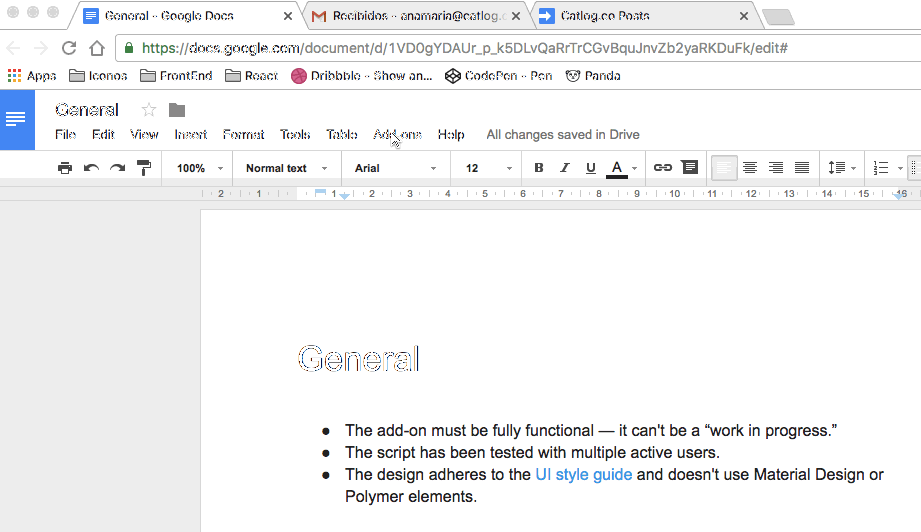 General - Google Docs
Recibidos - anamaria@catlog.c
Catlog.co Posts
https://docs.google.com/document/d/1VD0gYDAUr_p_k5DLvQaRrTrCGvBquJnvZb2yaRKDuFk/edit#
Apps Iconos FrontEnd React Dribbble - Show an... CodePen - Pen Panda
General
File Edit View Insert Format Tools Table Add-ons Help All changes saved in Drive
100% Normal text Arial 12 B I U A
2 1 1 2 3 4 5 6 7 8 9 10 11 12 13 14 15 16
General
● The add-on must be fully functional — it can't be a “work in progress.”
● The script has been tested with multiple active users.
● The design adheres to the UI style guide and doesn't use Material Design or
Polymer elements.